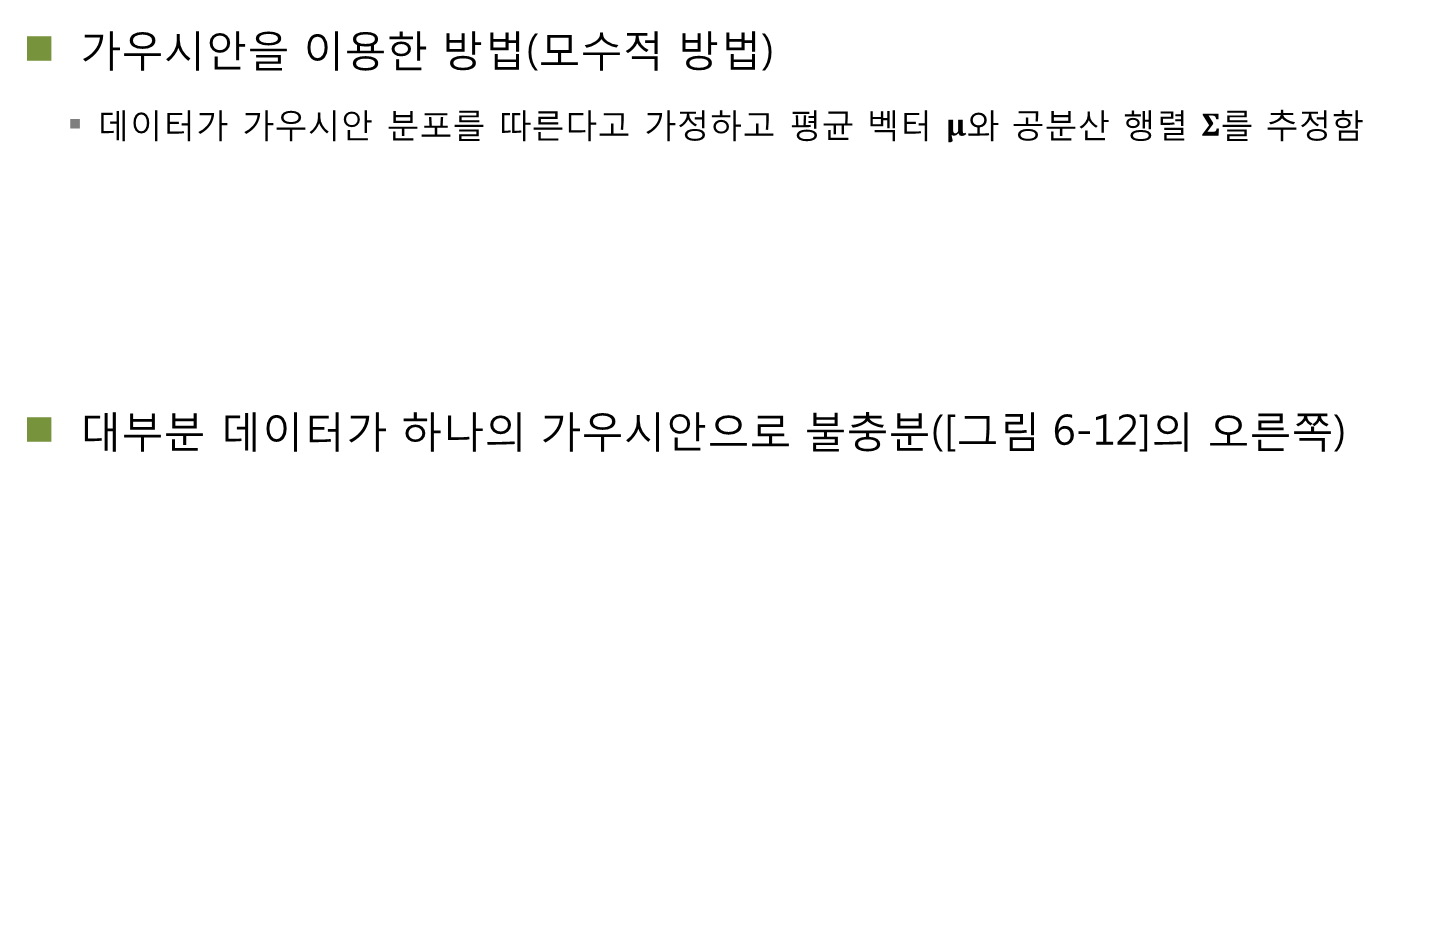 가우시안을 이용한 방법(모수적 방법)
데이터가 가우시안 분포를 따른다고 가정하고 평균 벡터 μ와 공분산 행렬 Σ를 추정함
대부분 데이터가 하나의 가우시안으로 불충분([그림 6-12]의 오른쪽)